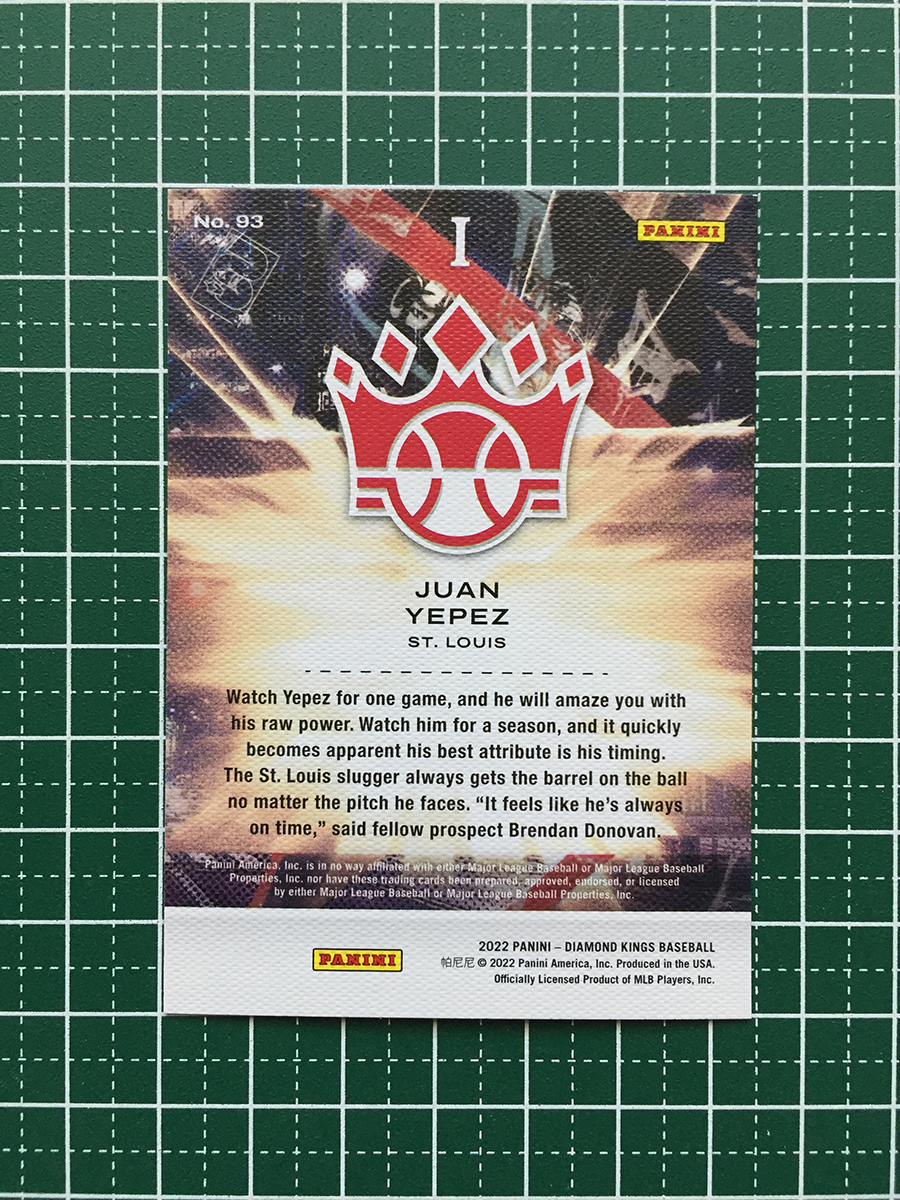 No. 93
I
PANINI
JUAN
YEPEZ
ST. LOUIS
Watch Yepez for one game, and he will amaze you with
his raw power. Watch him for a season, and it quickly
becomes apparent his best attribute is his timing.
The St. Louis slugger always gets the barrel on the ball
no matter the pitch he faces. “It feels like he’s always
on time,” said fellow prospect Brendan Donovan.
Panini America, Inc. is in no way affiliated with either Major League Baseball or Major League Baseball
Properties, Inc. nor have these trading cards been prepared, approved, endorsed, or licensed
by either Major League Baseball or Major League Baseball Properties, Inc.
PANINI
2022 PANINI – DIAMOND KINGS BASEBALL
帕尼尼 © 2022 Panini America, Inc. Produced in the USA.
Officially Licensed Product of MLB Players, Inc.